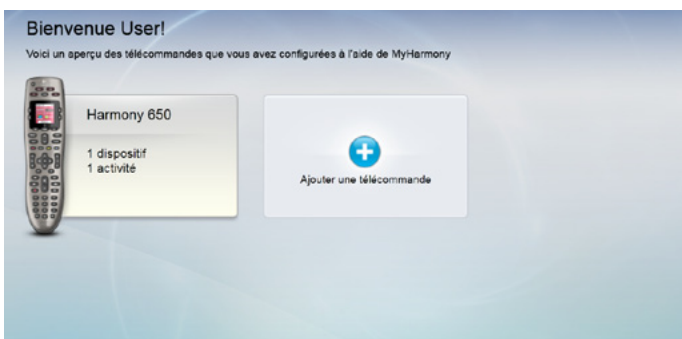 Bienvenue User!
Voici un aperçu des télécommandes que vous avez configurées à l'aide de MyHarmony
Harmony 650
1 dispositif
1 activité
Ajouter une télécommande